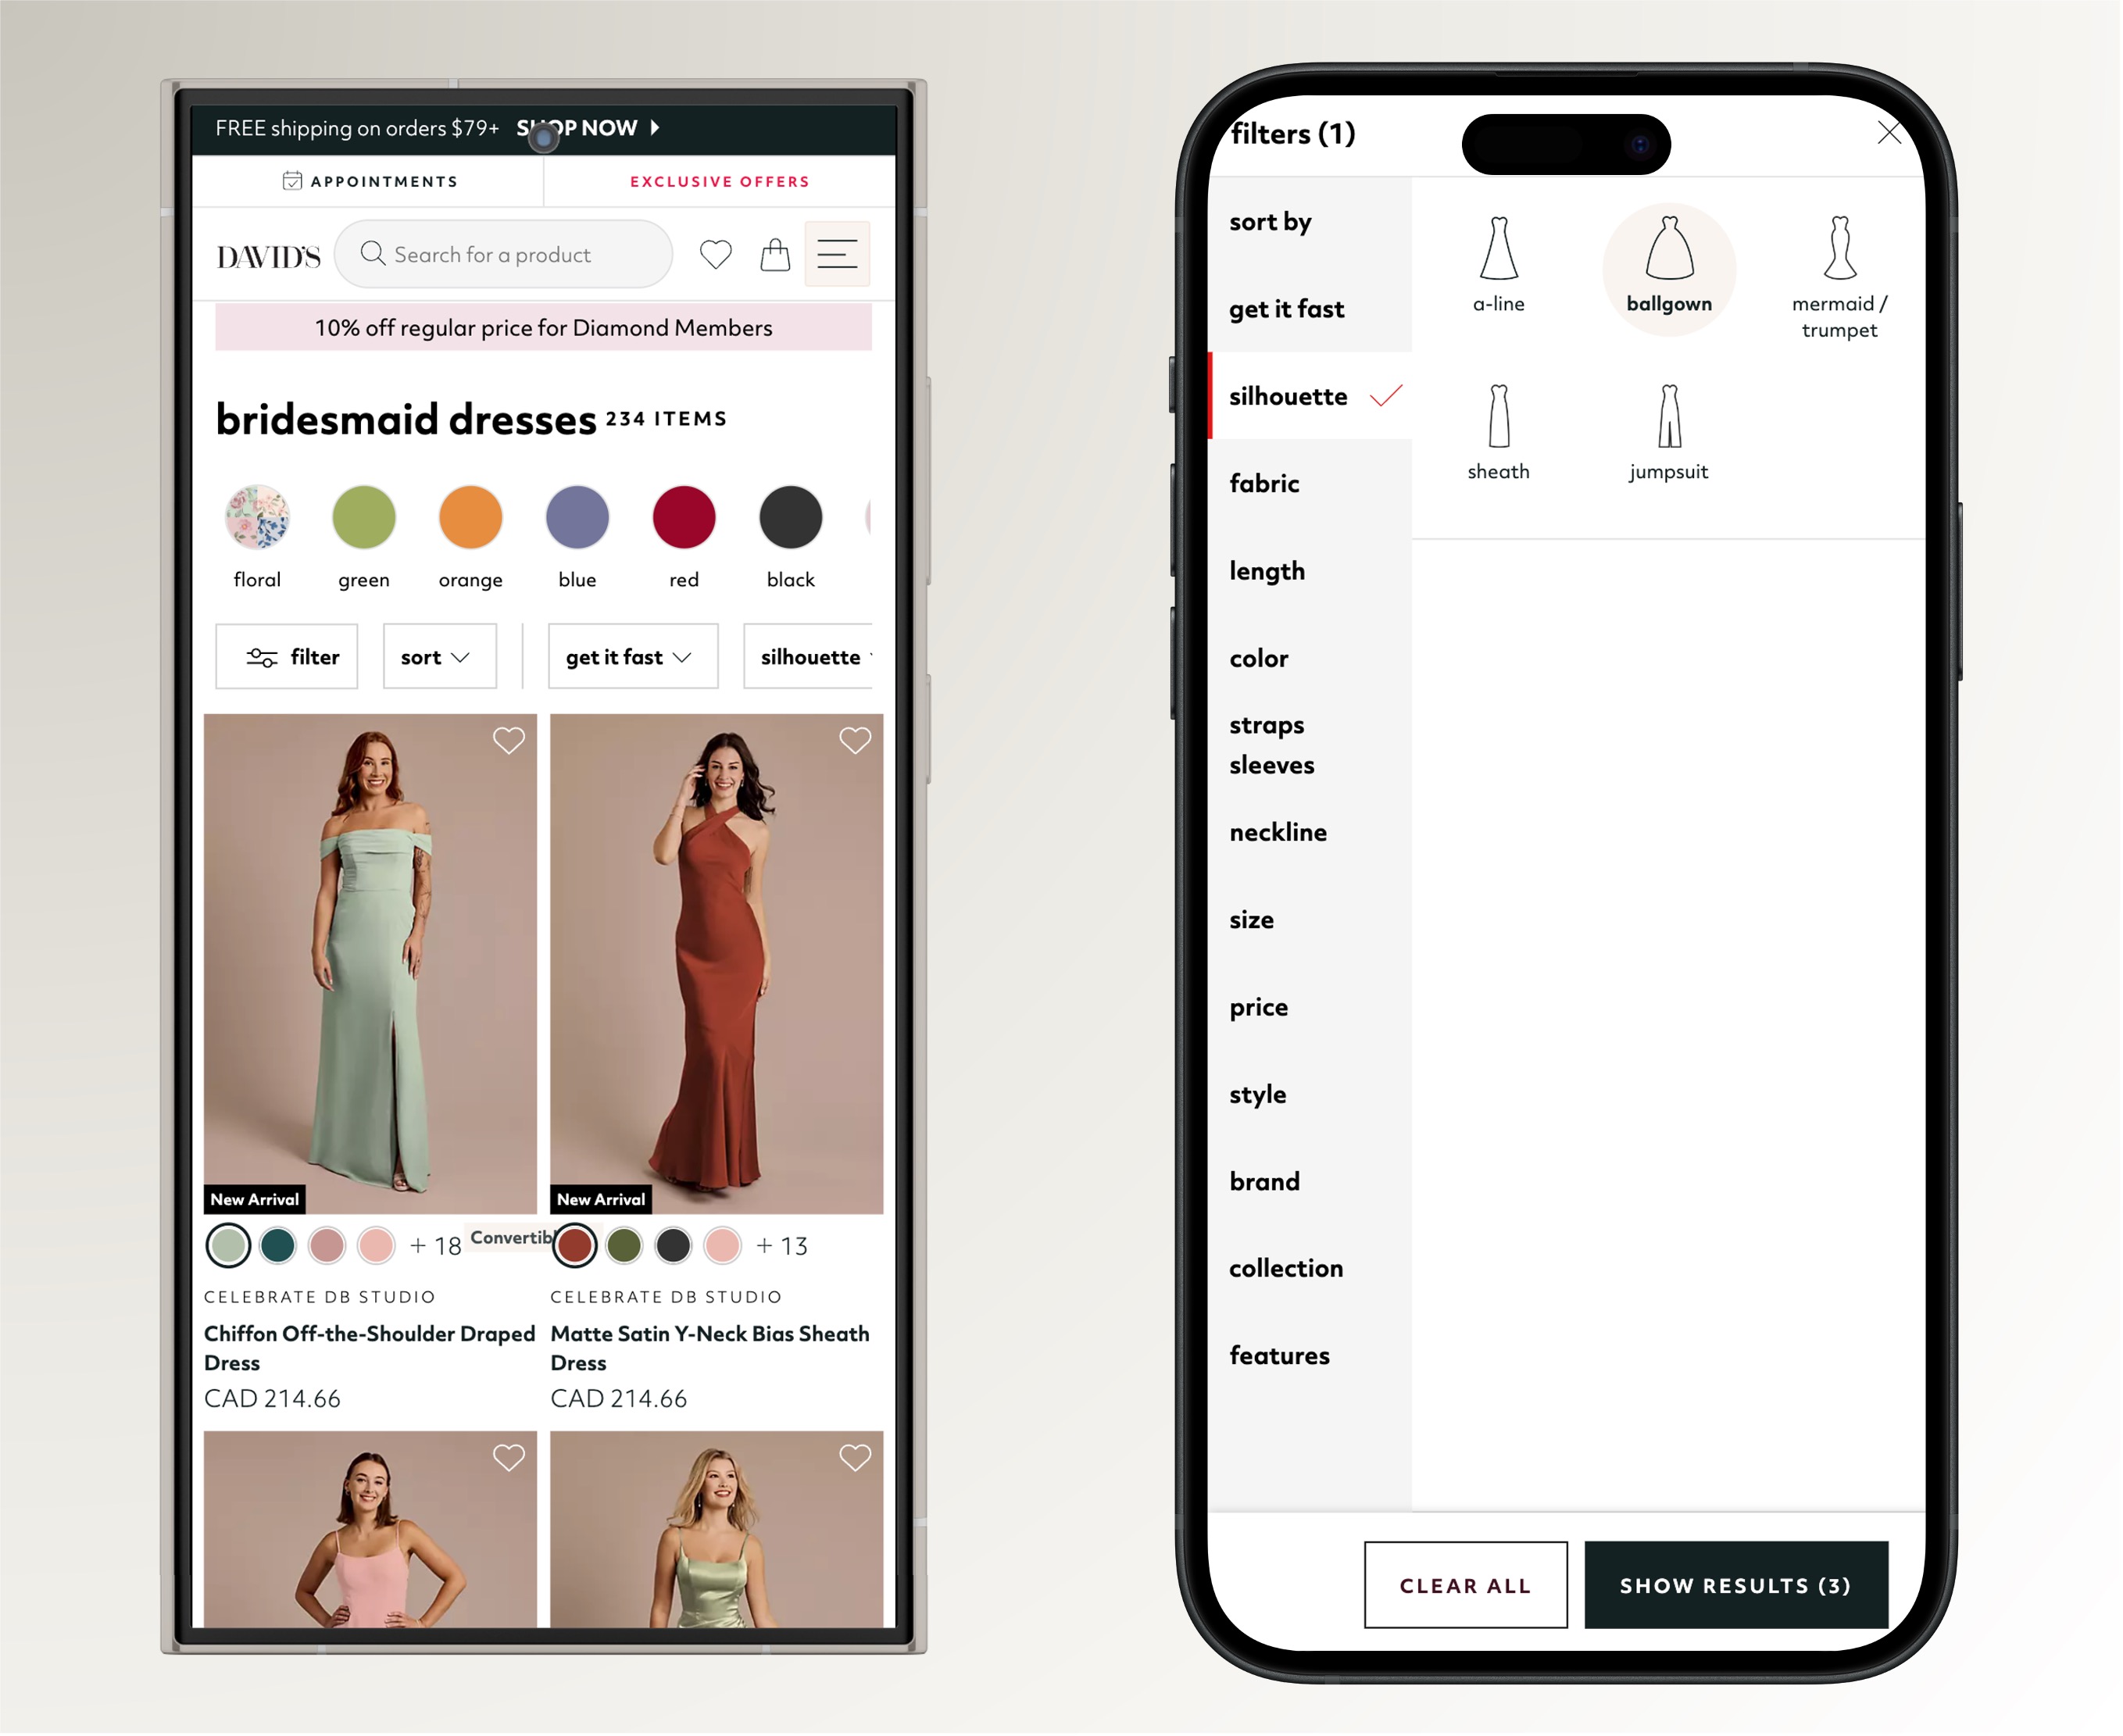 FREE shipping on orders $79+ SHOP NOW
APPOINTMENTS
EXCLUSIVE OFFERS
DAVID'S
Search for a product
10% off regular price for Diamond Members
bridesmaid dresses 234 ITEMS
floral
green
orange
blue
red
black
filter
sort
get it fast
silhouette
New Arrival
New Arrival
+ 18
Convertib
+ 13
CELEBRATE DB STUDIO
Chiffon Off-the-Shoulder Draped
Dress
CAD 214.66
CELEBRATE DB STUDIO
Matte Satin Y-Neck Bias Sheath
Dress
CAD 214.66
filters (1)
sort by
get it fast
silhouette
fabric
length
color
straps
sleeves
neckline
size
price
style
brand
collection
features
a-line
ballgown
mermaid /
trumpet
sheath
jumpsuit
CLEAR ALL
SHOW RESULTS (3)